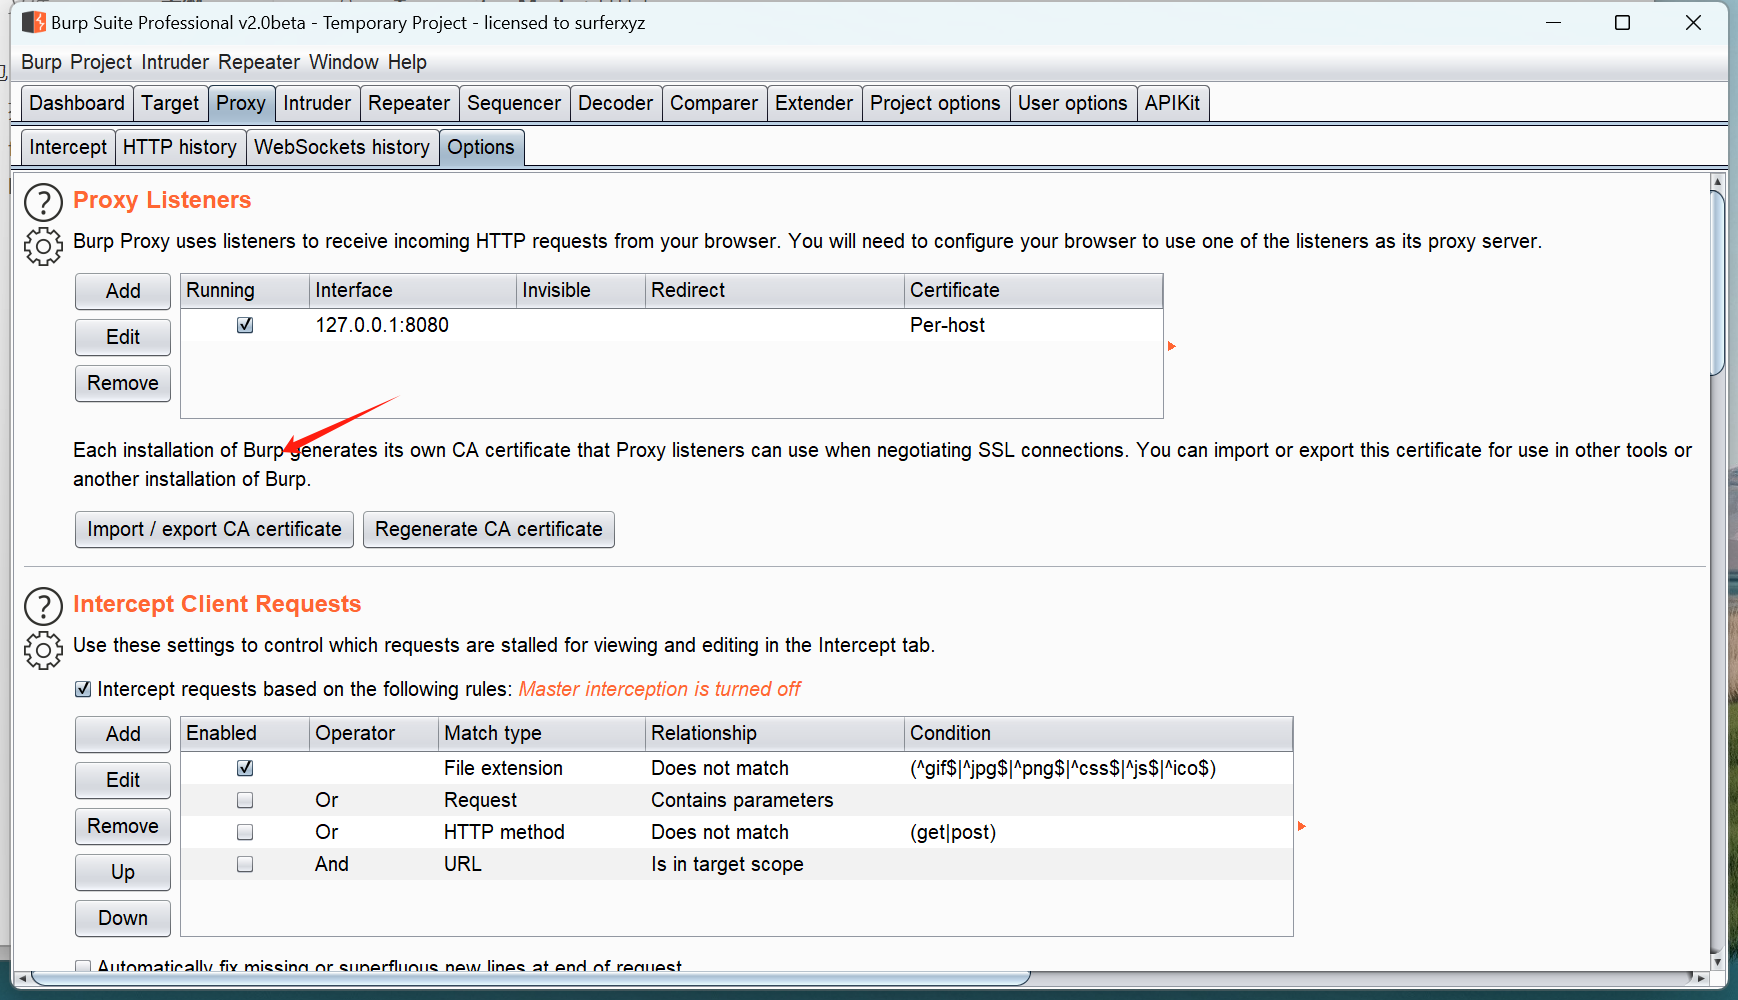 Burp Suite Professional v2.0beta - Temporary Project - licensed to surferxyz
Burp Project Intruder Repeater Window Help
Dashboard Target Proxy Intruder Repeater Sequencer Decoder Comparer Extender Project options User options APIKit
Intercept HTTP history WebSockets history Options
Proxy Listeners
Burp Proxy uses listeners to receive incoming HTTP requests from your browser. You will need to configure your browser to use one of the listeners as its proxy server.
Add Running Interface Invisible Redirect Certificate
127.0.0.1:8080 Per-host
Edit
Remove
Each installation of Burp generates its own CA certificate that Proxy listeners can use when negotiating SSL connections. You can import or export this certificate for use in other tools or
another installation of Burp.
Import / export CA certificate Regenerate CA certificate
Intercept Client Requests
Use these settings to control which requests are stalled for viewing and editing in the Intercept tab.
Intercept requests based on the following rules: Master interception is turned off
Add Enabled Operator Match type Relationship Condition
File extension Does not match (^gif$|^jpg$|^png$|^css$|^js$|^ico$)
Edit Or Request Contains parameters
Remove Or HTTP method Does not match (get|post)
Up And URL Is in target scope
Down
Automatically fix missing or superfluous new lines at end of request